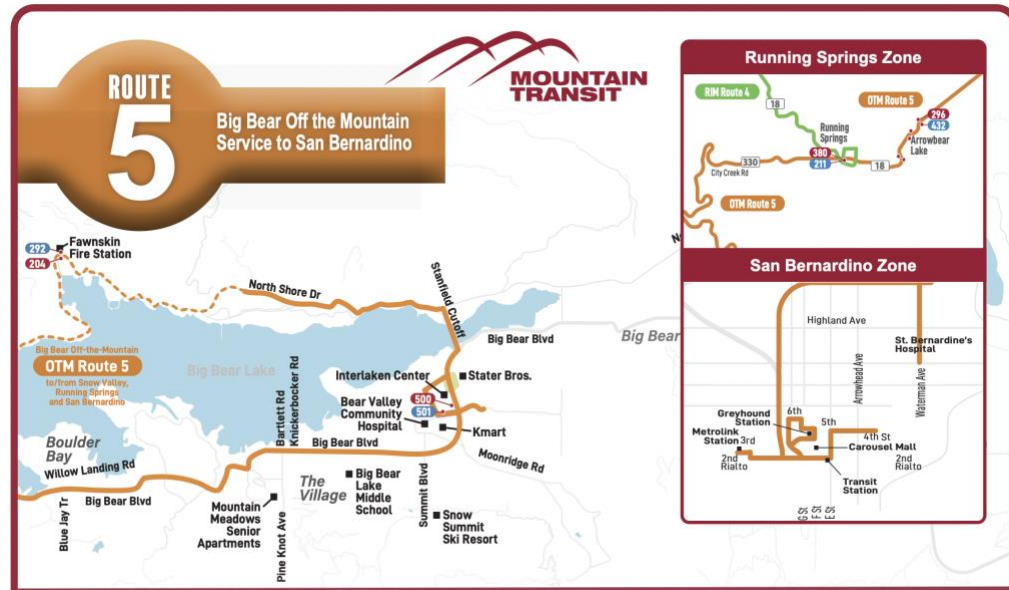 ROUTE
5
Big Bear Off the Mountain
Service to San Bernardino
MOUNTAIN
TRANSIT
292
204
Fawnskin
Fire Station
North Shore Dr
Stanfield Cutoff
Big Bear Blvd
Big Bear
Big Bear Off-the-Mountain
OTM Route 5
to/from Snow Valley,
Running Springs
and San Bernardino
Big Bear Lake
Interlaken Center
Stater Bros.
500
501
Bear Valley
Community
Hospital
Kmart
Bartlett Rd
Knickerbocker Rd
Big Bear Blvd
Moonridge Rd
Boulder
Bay
Willow Landing Rd
Big Bear Blvd
Blue Jay Tr
Mountain
Meadows
Senior
Apartments
Pine Knot Ave
The
Village
Big Bear
Lake
Middle
School
Summit Blvd
Snow
Summit
Ski Resort
Running Springs Zone
RIM Route 4
18
OTM Route 5
296
432
Arrowbear
Lake
Running
Springs
380
211
330
City Creek Rd
18
OTM Route 5
N
San Bernardino Zone
Highland Ave
St. Bernardine's
Hospital
Arrowhead Ave
Waterman Ave
Greyhound
Station
6th
5th
4th St
Metrolink
Station
3rd
Carousel Mall
2nd
Rialto
2nd
Rialto
Transit
Station
G St
F St
E St